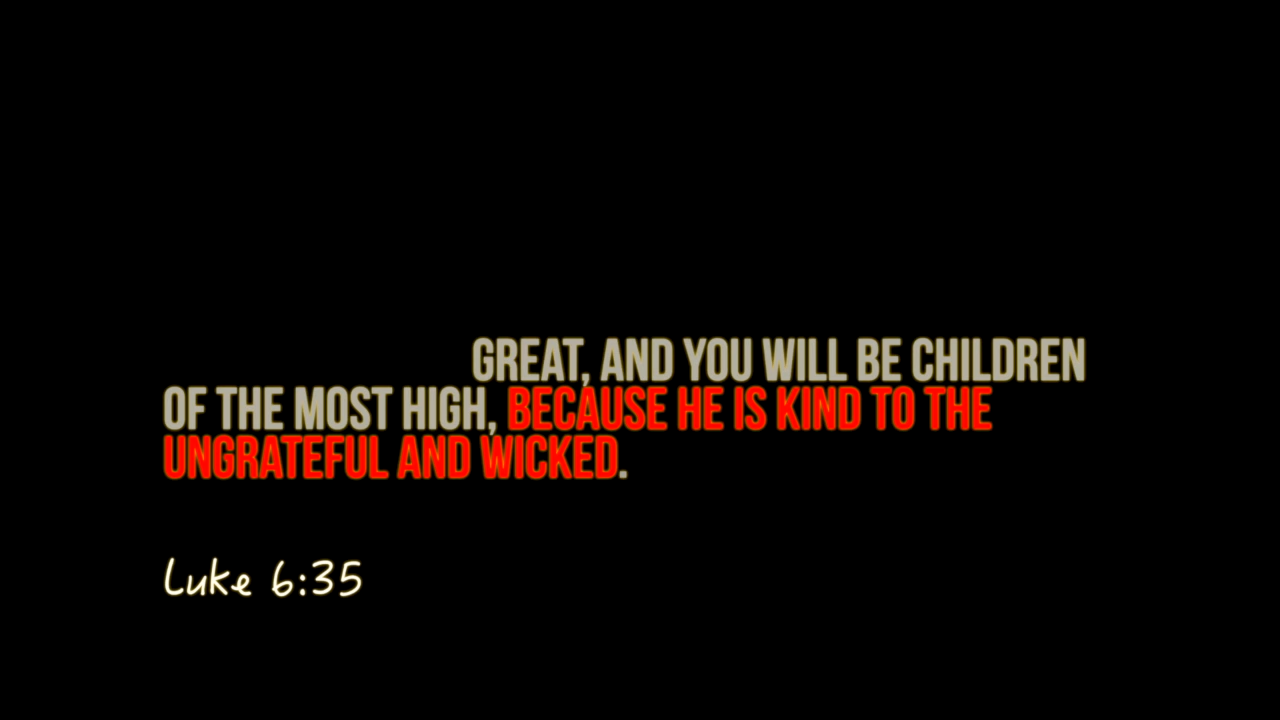 GREAT, AND YOU WILL BE CHILDREN
OF THE MOST HIGH, BECAUSE HE IS KIND TO THE
UNGRATEFUL AND WICKED.
Luke 6:35